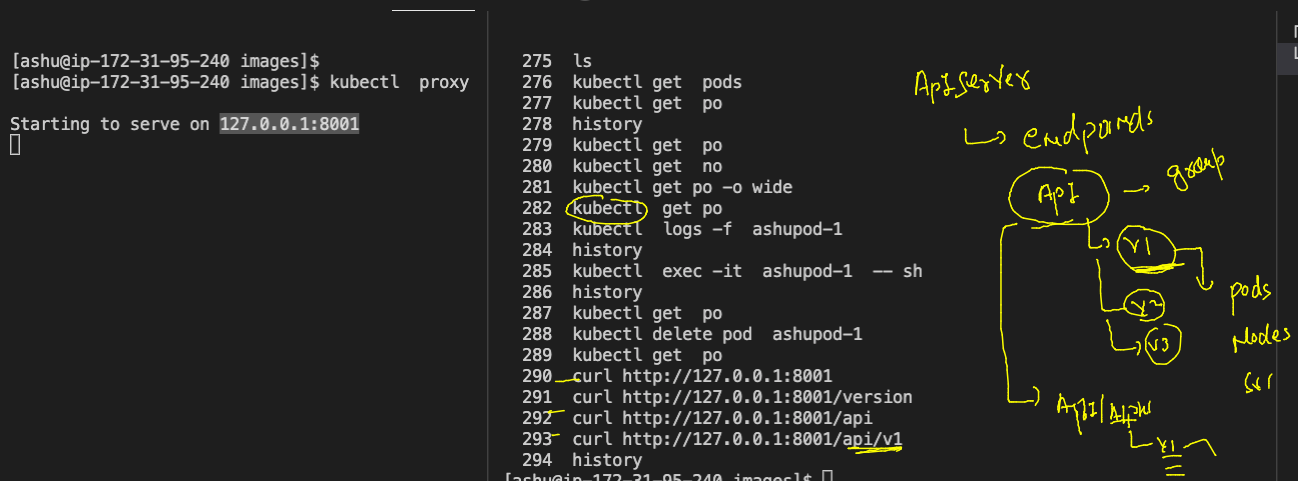 [ashu@ip-172-31-95-240 images]$
[ashu@ip-172-31-95-240 images]$ kubectl  proxy
Starting to serve on 127.0.0.1:8001
275  ls
276  kubectl get  pods
277  kubectl get  po
278  history
279  kubectl get  po
280  kubectl get  no
281  kubectl get po -o wide
282  kubectl  get po
283  kubectl  logs -f  ashupod-1
284  history
285  kubectl  exec -it  ashupod-1  -- sh
286  history
287  kubectl get  po
288  kubectl delete pod  ashupod-1
289  kubectl get  po
290  curl http://127.0.0.1:8001
291  curl http://127.0.0.1:8001/version
292  curl http://127.0.0.1:8001/api
293  curl http://127.0.0.1:8001/api/v1
294  history
[ashu@ip-172-31-95-240 images]$
ApIServer
API
group
v1
pods
v2
Nodes
v3
v1